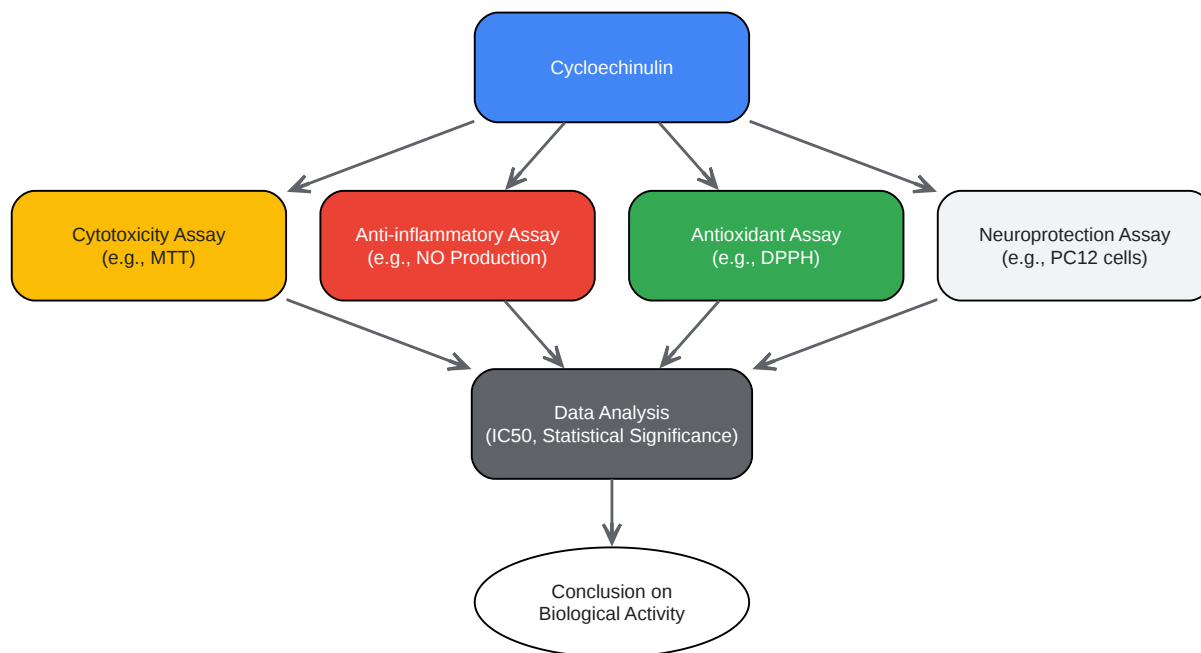 Cycloechinulin
Cytotoxicity Assay
(e.g., MTT)
Anti-inflammatory Assay
(e.g., NO Production)
Antioxidant Assay
(e.g., DPPH)
Neuroprotection Assay
(e.g., PC12 cells)
Data Analysis
(IC50, Statistical Significance)
Conclusion on
Biological Activity